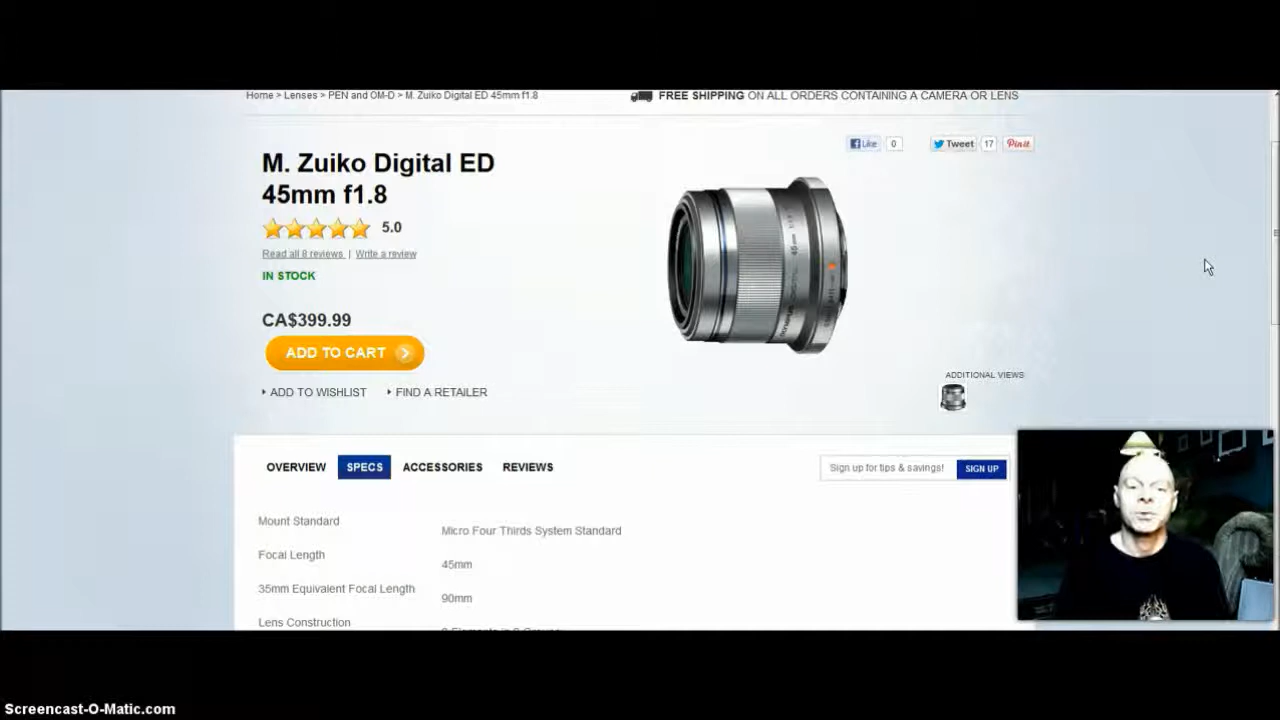 Home > Lenses > PEN and OM-D > M. Zuiko Digital ED 45mm f1.8
FREE SHIPPING ON ALL ORDERS CONTAINING A CAMERA OR LENS
Like 0
Tweet 17
Pin it
M. Zuiko Digital ED
45mm f1.8
5.0
Read all 8 reviews | Write a review
IN STOCK
CA$399.99
ADD TO CART
ADD TO WISHLIST
FIND A RETAILER
ADDITIONAL VIEWS
OVERVIEW SPECS ACCESSORIES REVIEWS
Sign up for tips & savings! SIGN UP
Mount Standard
Micro Four Thirds System Standard
Focal Length
45mm
35mm Equivalent Focal Length
90mm
Lens Construction
Screencast-O-Matic.com